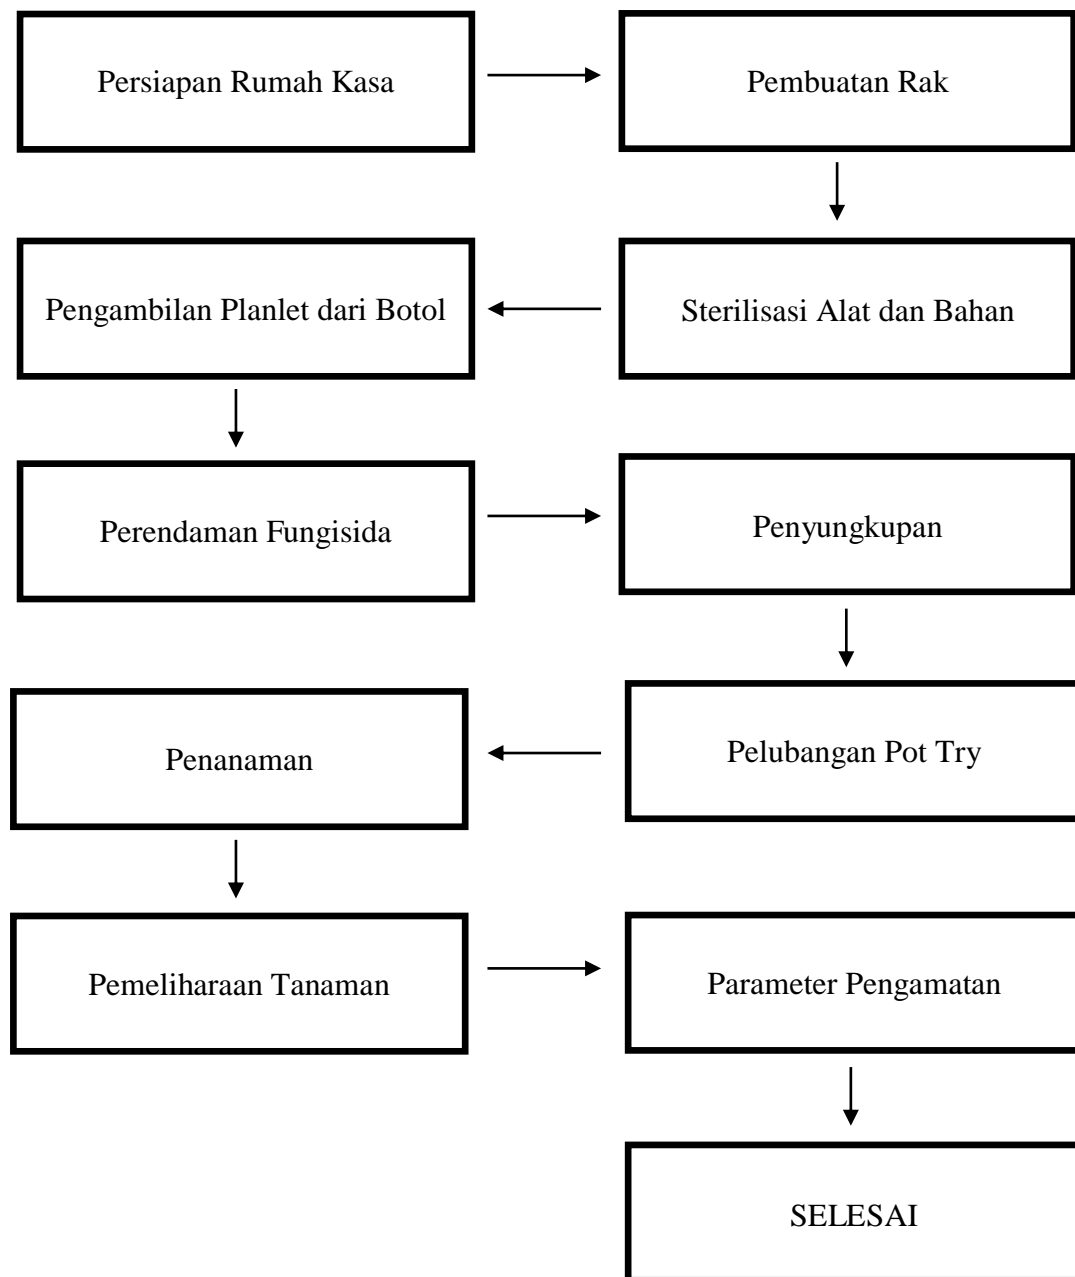 Persiapan Rumah Kasa
Pembuatan Rak
Sterilisasi Alat dan Bahan
Pengambilan Planlet dari Botol
Perendaman Fungisida
Penyungkupan
Pelubangan Pot Try
Penanaman
Pemeliharaan Tanaman
Parameter Pengamatan
SELESAI